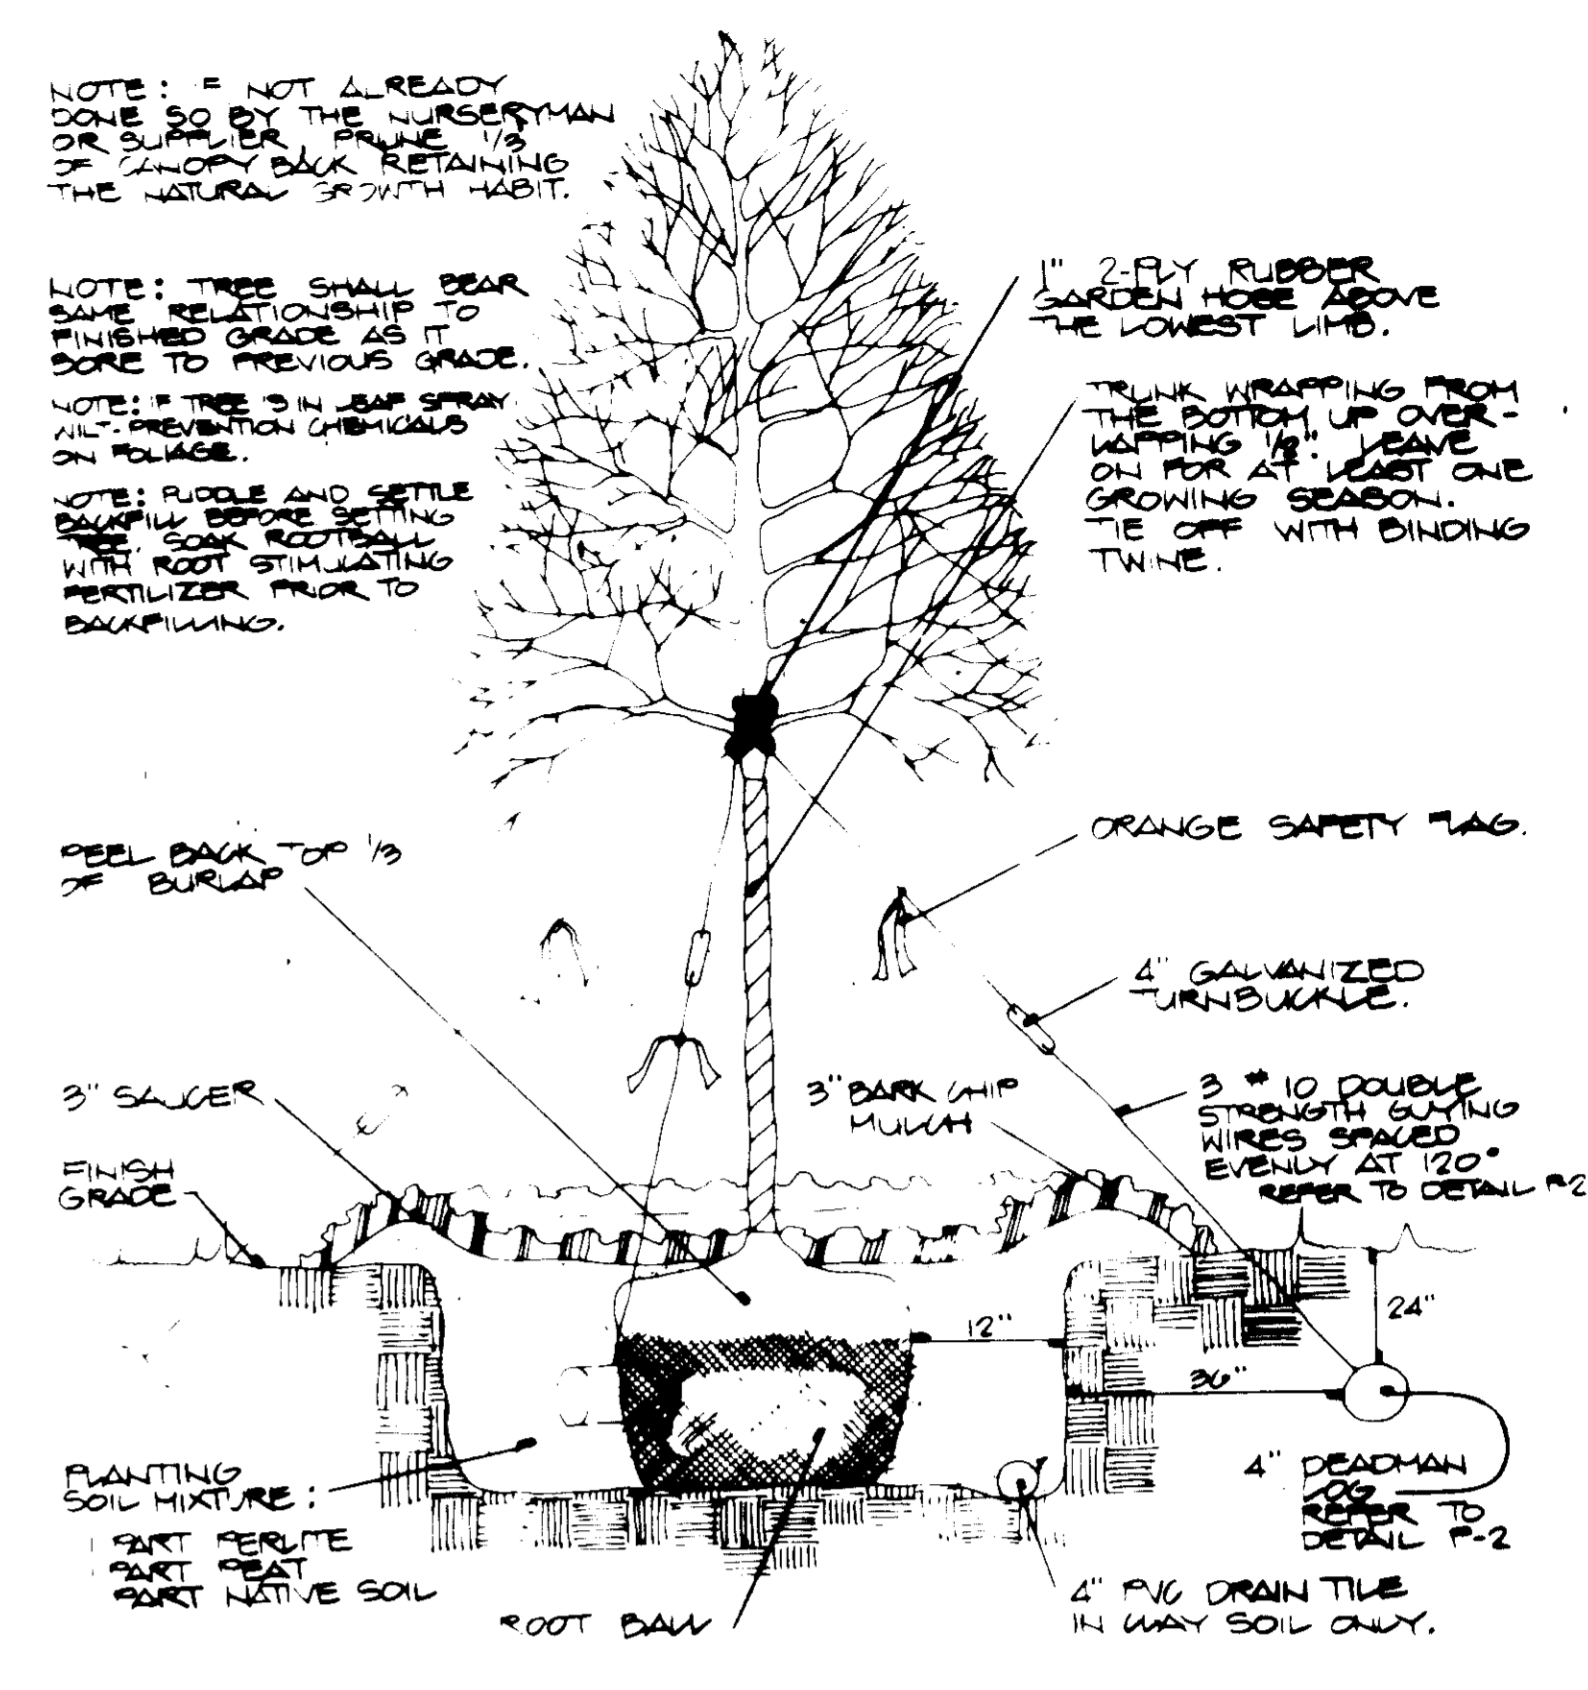 NOTE: IF NOT ALREADY
DONE SO BY THE NURSERYMAN
OR SUPPLIER, PRUNE 1/3
OF CANOPY BACK RETAINING
THE NATURAL GROWTH HABIT.
NOTE: TREE SHALL BEAR
SAME RELATIONSHIP TO
FINISHED GRADE AS IT
BORE TO PREVIOUS GRADE.
NOTE: IF TREE IS IN LEAF SPRAY
WILT-PREVENTION CHEMICALS
ON FOLIAGE.
NOTE: PUDDLE AND SETTLE
BACKFILL BEFORE SETTING
TREE. SOAK ROOTBALL
WITH ROOT STIMULATING
FERTILIZER PRIOR TO
BACKFILLING.
1" 2-PLY RUBBER
GARDEN HOSE ABOVE
THE LOWEST LIMB.
TRUNK WRAPPING FROM
THE BOTTOM UP OVER-
LAPPING 1/2". LEAVE
ON FOR AT LEAST ONE
GROWING SEASON.
TIE OFF WITH BINDING
TWINE.
PEEL BACK TOP 1/3
OF BURLAP
ORANGE SAFETY FLAG.
4" GALVANIZED
TURNBUCKLE.
3" SAUCER
3" BARK CHIP
MULCH
3 #10 DOUBLE
STRENGTH GUYING
WIRES SPACED
EVENLY AT 120°
REFER TO DETAIL P-2
FINISH
GRADE
24"
12"
36"
PLANTING
SOIL MIXTURE:
1 PART PERLITE
1 PART PEAT
PART NATIVE SOIL
4" DEADMAN
LOG
REFER TO
DETAIL P-2
4" PVC DRAIN TILE
IN CLAY SOIL ONLY.
ROOT BALL